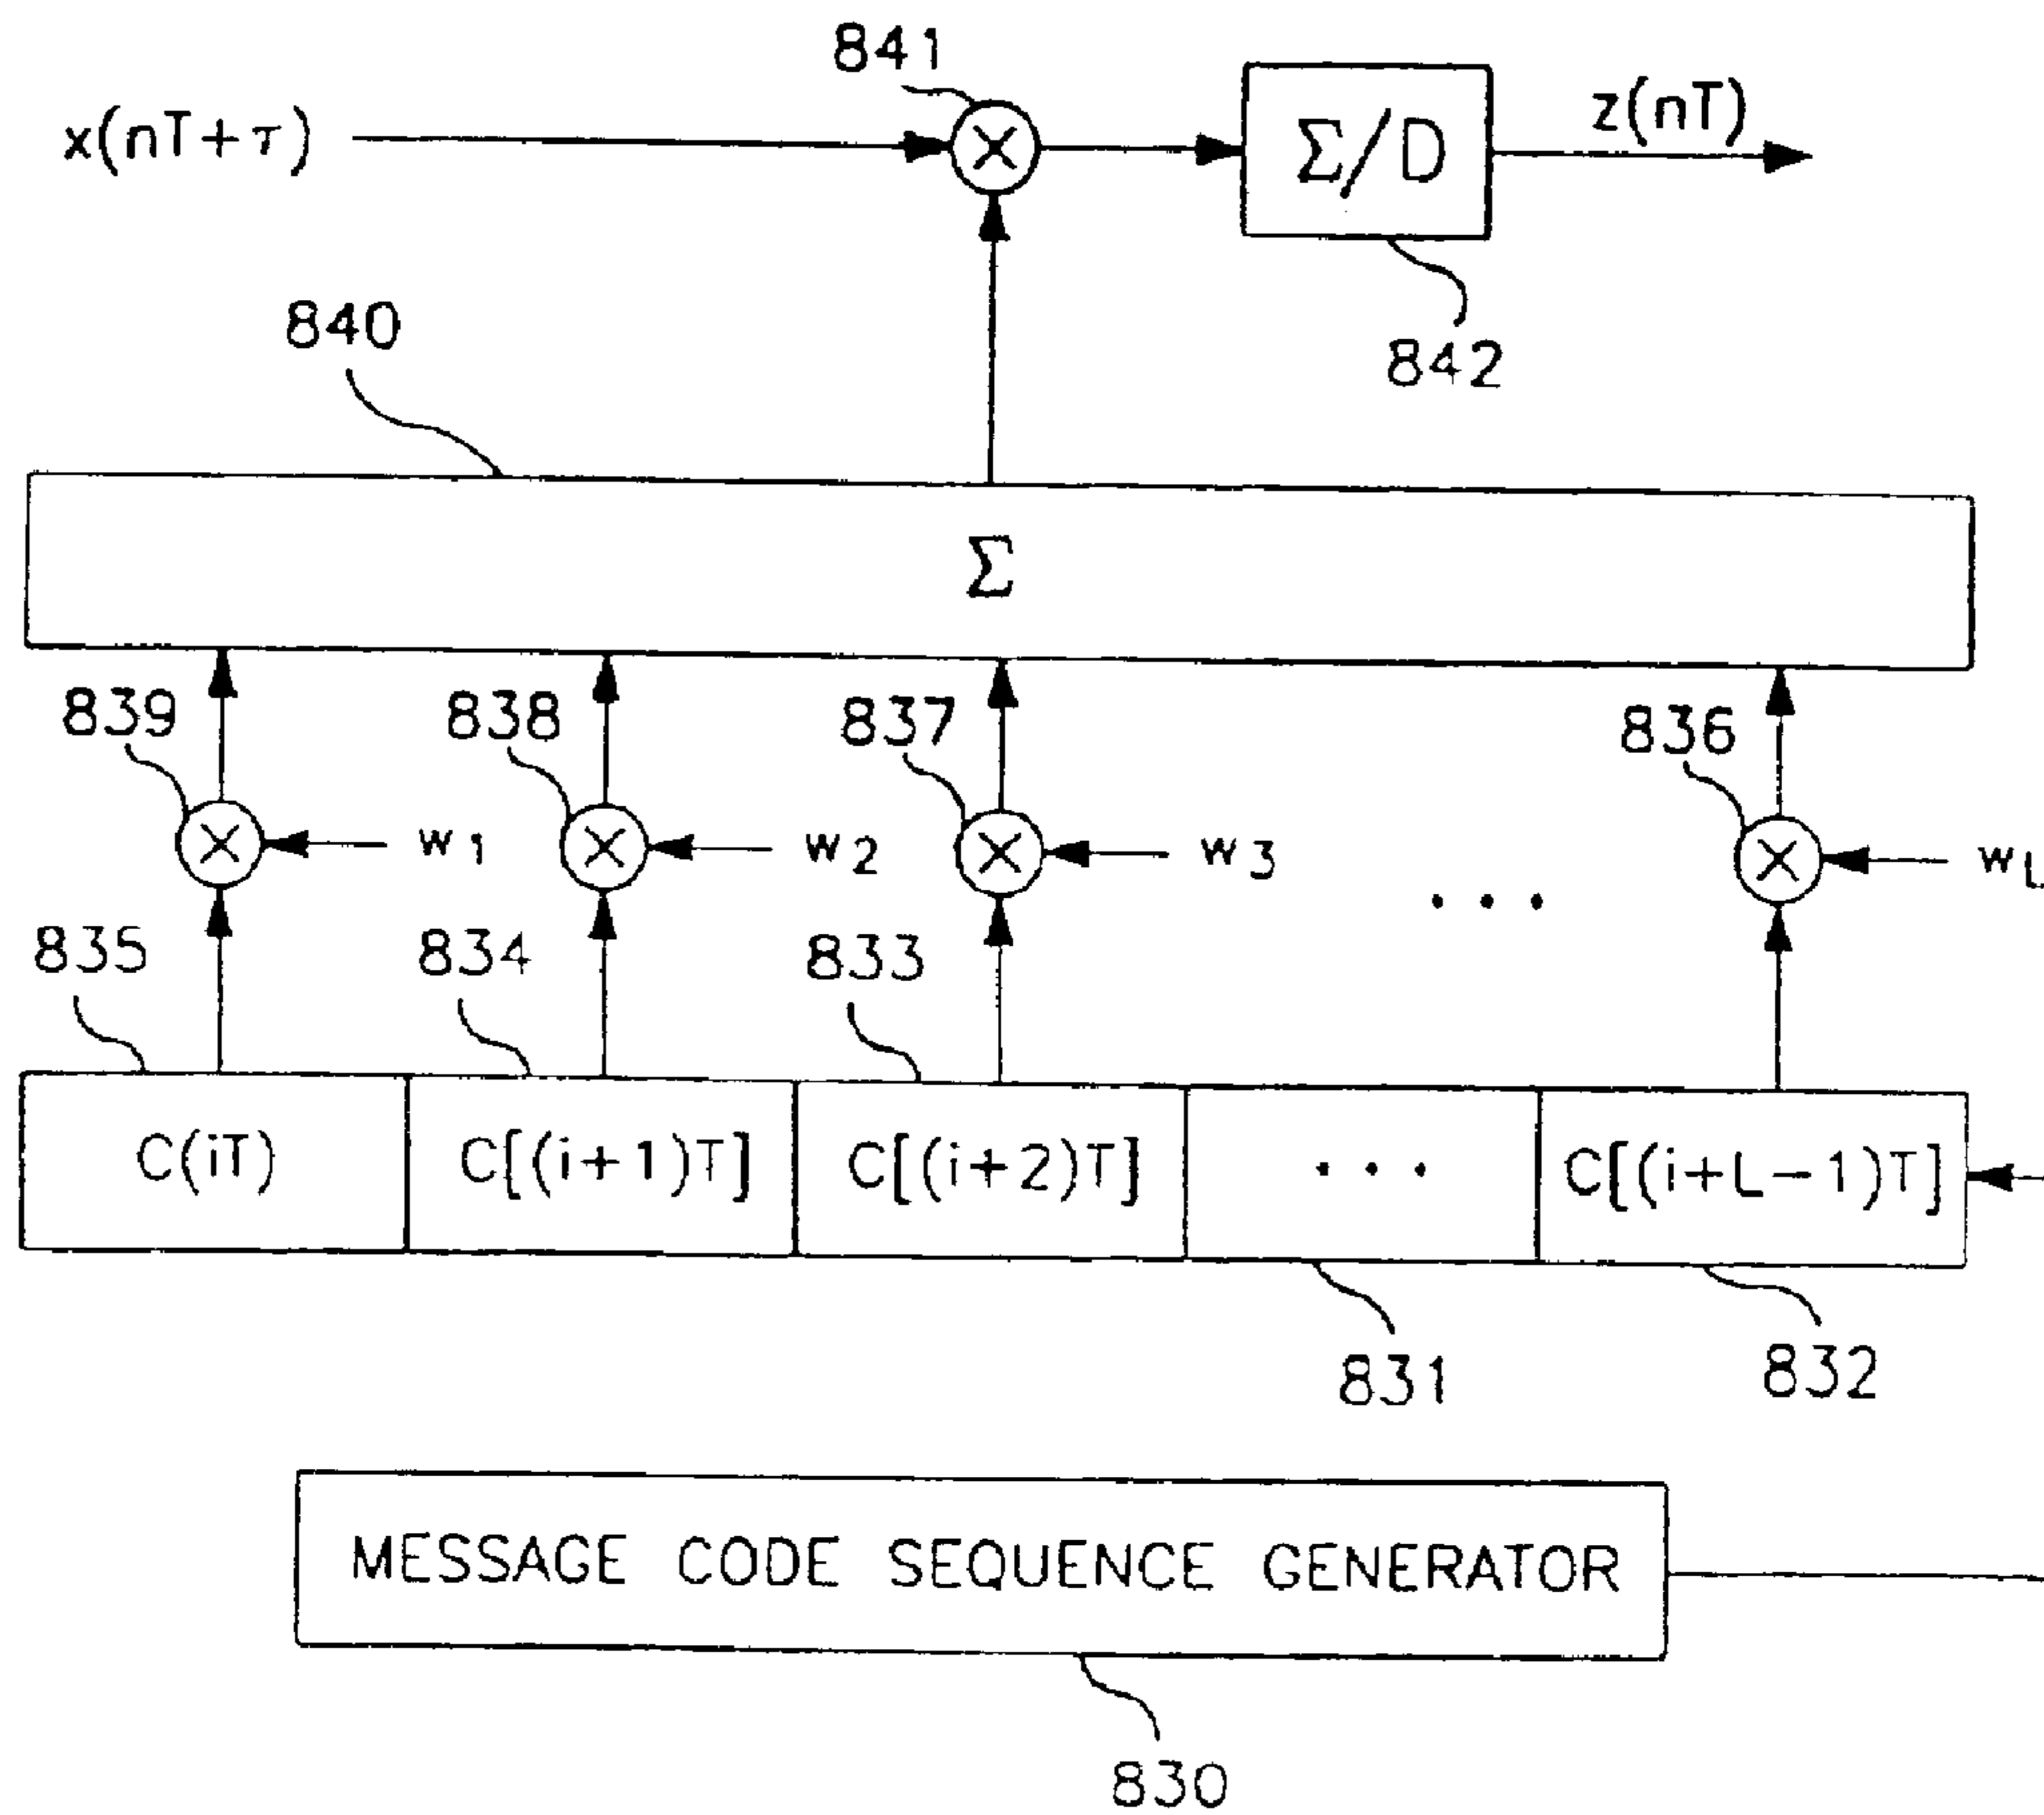 841
x(nT+τ)
Σ/D
z(nT)
842
840
Σ
839
838
837
836
w1
w2
w3
. . .
wL
835
834
833
C(iT)
C[(i+1)T]
C[(i+2)T]
. . .
C[(i+L-1)T]
831
832
MESSAGE CODE SEQUENCE GENERATOR
830